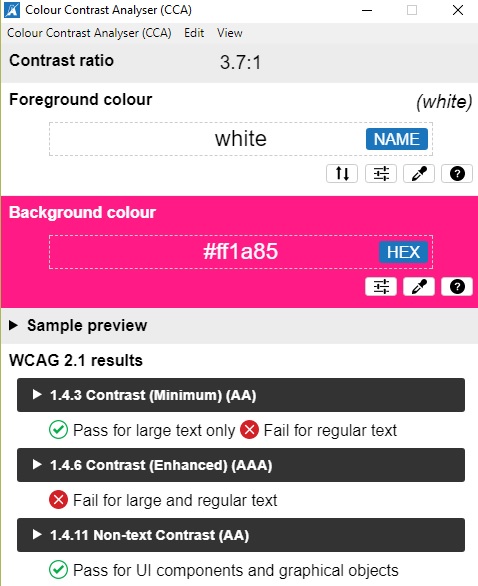 Colour Contrast Analyser (CCA)
Colour Contrast Analyser (CCA) Edit View
Contrast ratio 3.7:1
Foreground colour (white)
white NAME
Background colour
#ff1a85 HEX
Sample preview
WCAG 2.1 results
1.4.3 Contrast (Minimum) (AA)
Pass for large text only Fail for regular text
1.4.6 Contrast (Enhanced) (AAA)
Fail for large and regular text
1.4.11 Non-text Contrast (AA)
Pass for UI components and graphical objects